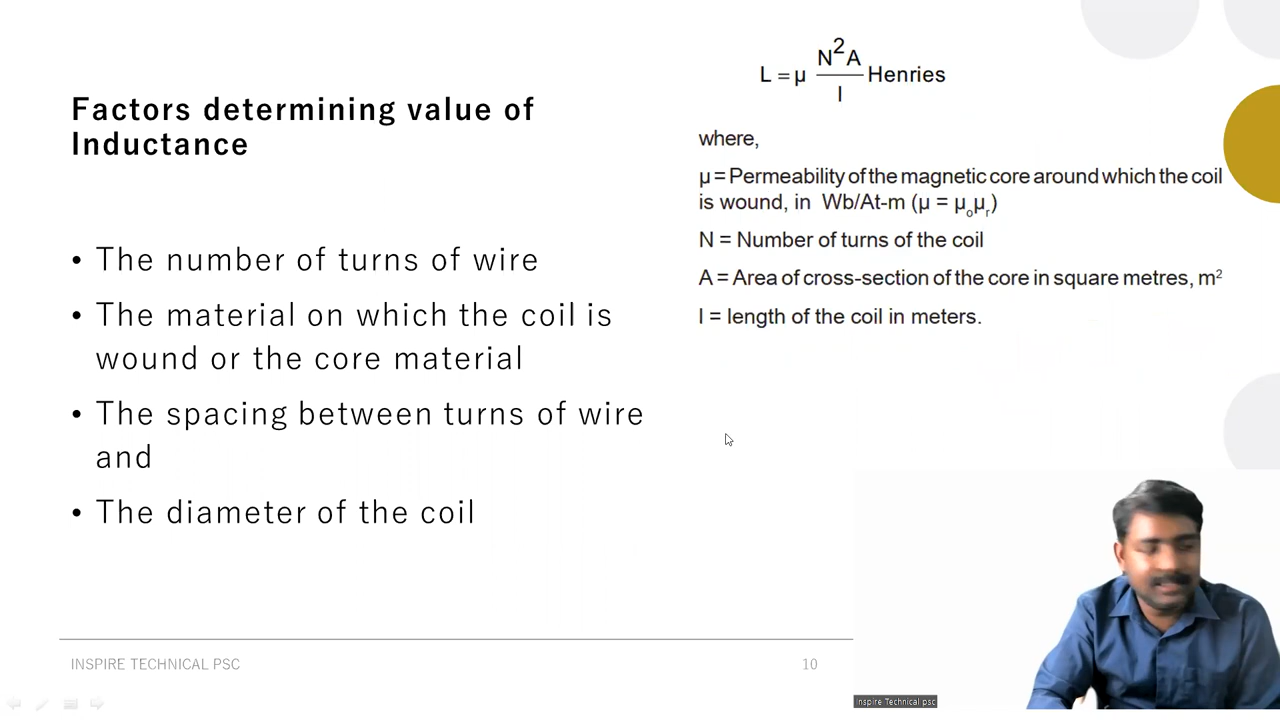 Factors determining value of
Inductance
• The number of turns of wire
• The material on which the coil is
wound or the core material
• The spacing between turns of wire
and
• The diameter of the coil
L = μ N²A / l Henries
where,
μ = Permeability of the magnetic core around which the coil
is wound, in Wb/At-m (μ = μₒμᵣ)
N = Number of turns of the coil
A = Area of cross-section of the core in square metres, m²
l = length of the coil in meters.
INSPIRE TECHNICAL PSC
10
Inspire Technical psc